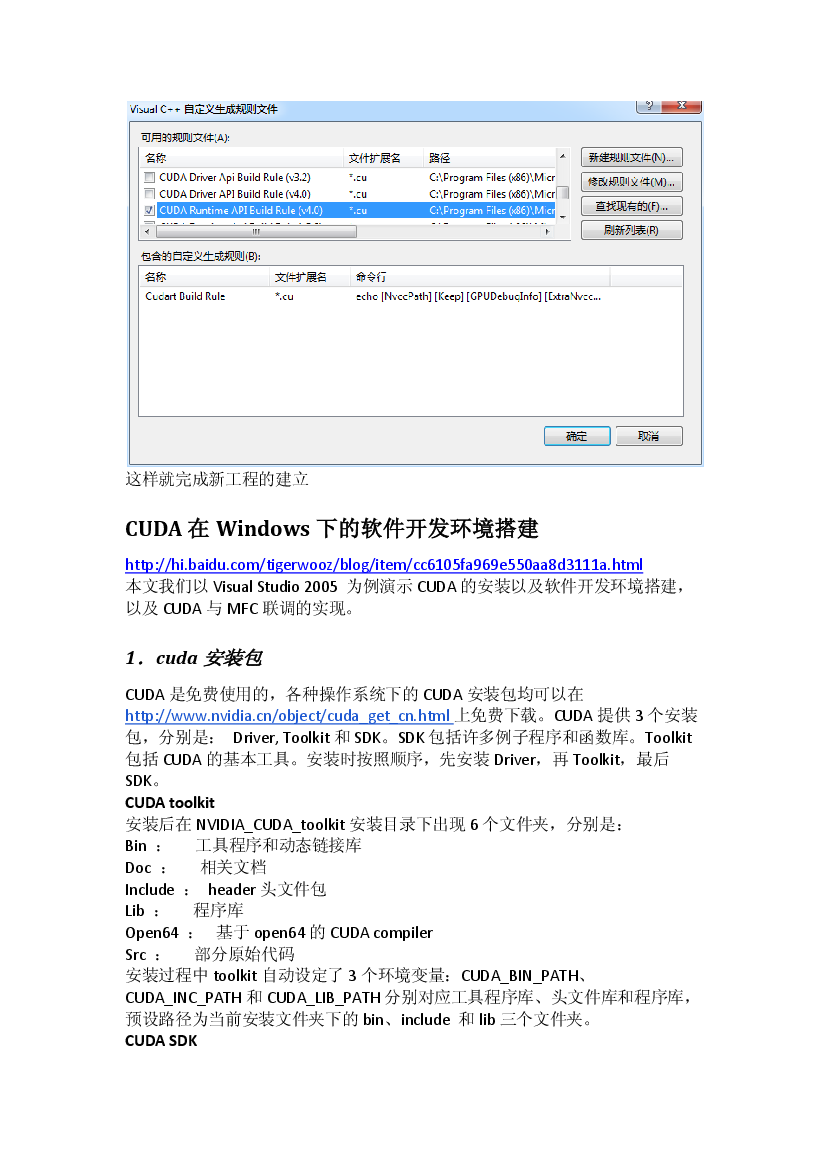 Visual C++ 自定义生成规则文件
可用的规则文件(A):
名称 文件扩展名 路径
CUDA Driver Api Build Rule (v3.2) *.cu C:\Program Files (x86)\Micr
CUDA Driver API Build Rule (v4.0) *.cu C:\Program Files (x86)\Micr
CUDA Runtime API Build Rule (v4.0) *.cu C:\Program Files (x86)\Micr
新建规则文件(N)...
修改规则文件(M)...
查找现有的(F)...
刷新列表(R)
包含的自定义生成规则(B):
名称 文件扩展名 命令行
Cudart Build Rule *.cu echo [NvccPath] [Keep] [GPUDebugInfo] [ExtraNvcc...
确定 取消
这样就完成新工程的建立
CUDA 在 Windows 下的软件开发环境搭建
http://hi.baidu.com/tigerwooz/blog/item/cc6105fa969e550aa8d3111a.html
本文我们以 Visual Studio 2005 为例演示 CUDA 的安装以及软件开发环境搭建，
以及 CUDA 与 MFC 联调的实现。
1．cuda 安装包
CUDA 是免费使用的，各种操作系统下的 CUDA 安装包均可以在
http://www.nvidia.cn/object/cuda_get_cn.html 上免费下载。CUDA 提供 3 个安装
包，分别是： Driver, Toolkit 和 SDK。SDK 包括许多例子程序和函数库。Toolkit
包括 CUDA 的基本工具。安装时按照顺序，先安装 Driver，再 Toolkit，最后
SDK。
CUDA toolkit
安装后在 NVIDIA_CUDA_toolkit 安装目录下出现 6 个文件夹，分别是：
Bin ： 工具程序和动态链接库
Doc ： 相关文档
Include ： header 头文件包
Lib ： 程序库
Open64 ： 基于 open64 的 CUDA compiler
Src ： 部分原始代码
安装过程中 toolkit 自动设定了 3 个环境变量：CUDA_BIN_PATH、
CUDA_INC_PATH 和 CUDA_LIB_PATH 分别对应工具程序库、头文件库和程序库，
预设路径为当前安装文件夹下的 bin、include 和 lib 三个文件夹。
CUDA SDK